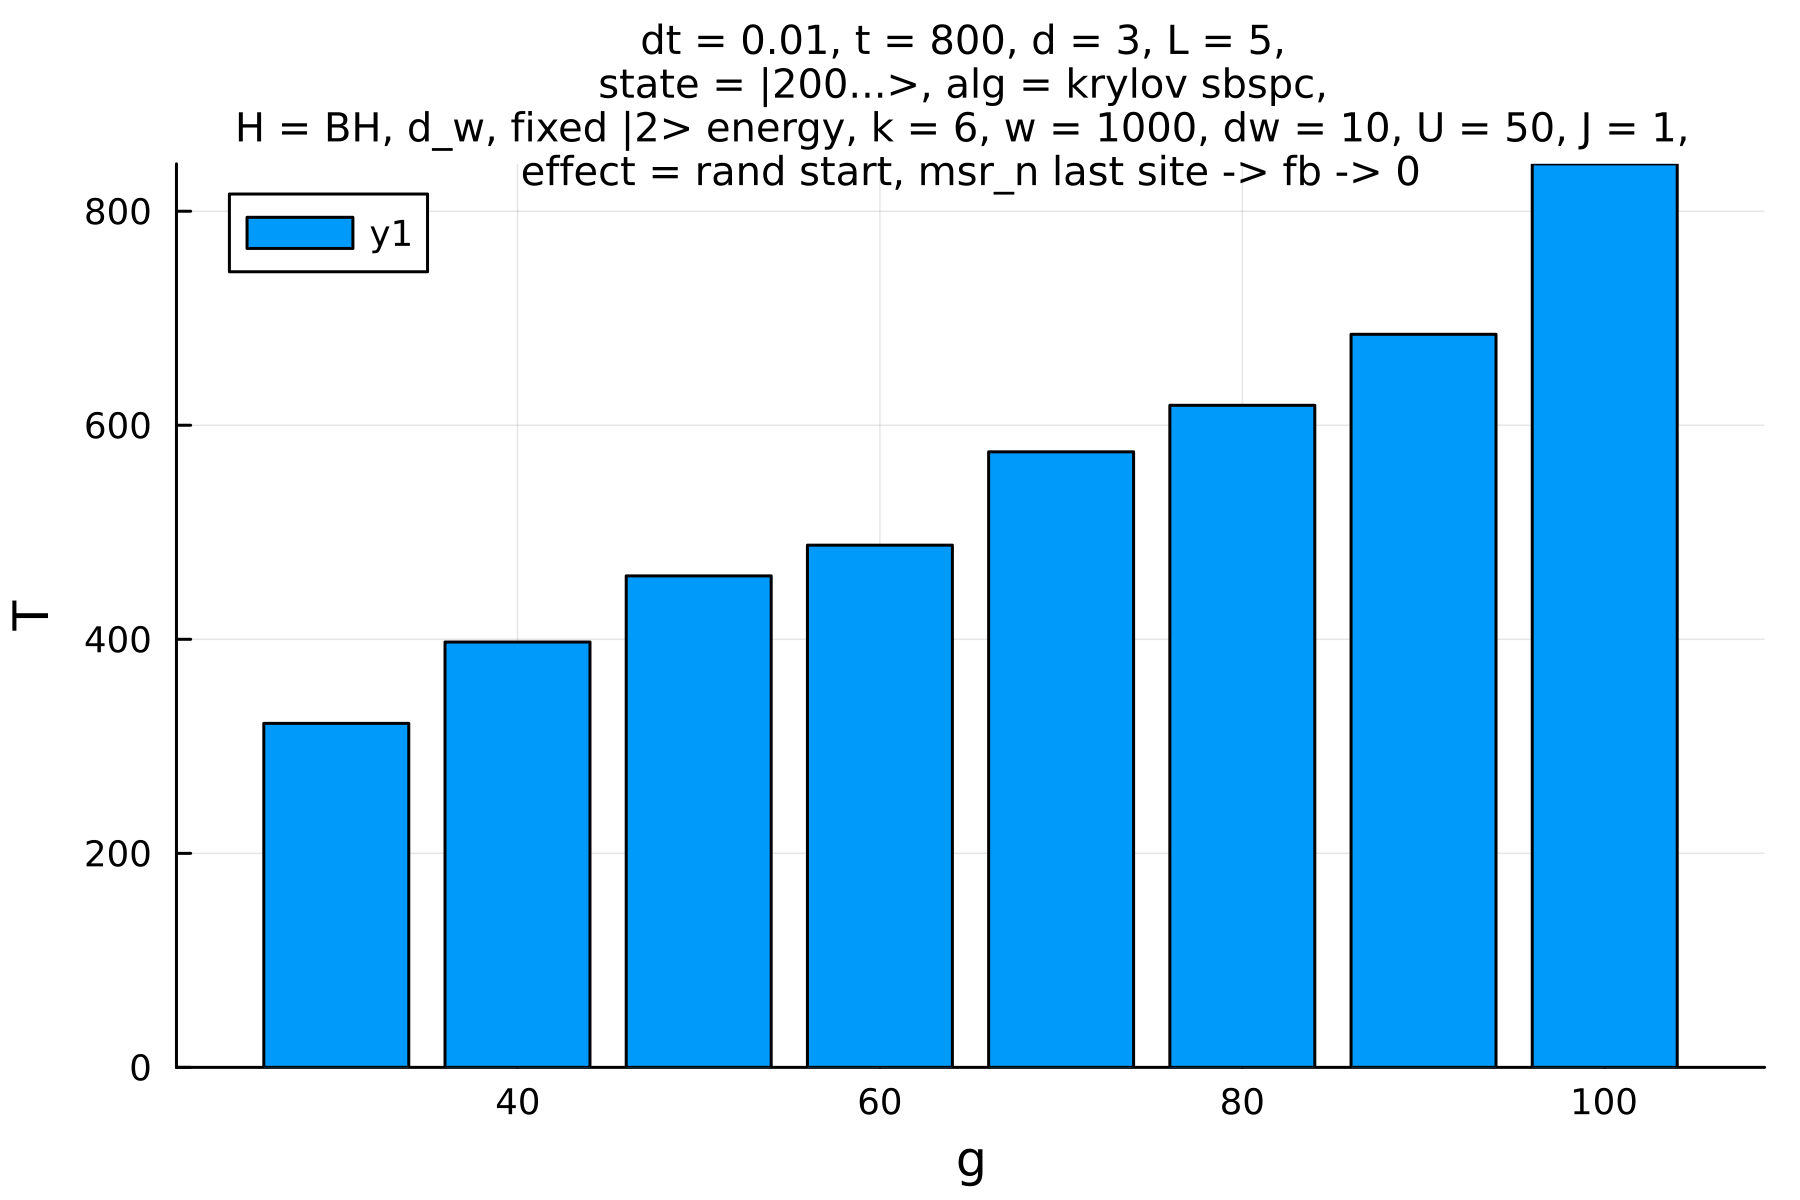 dt = 0.01, t = 800, d = 3, L = 5,
state = |200...>, alg = krylov sbspc,
H = BH, d_w, fixed |2> energy, k = 6, w = 1000, dw = 10, U = 50, J = 1,
effect = rand start, msr_n last site -> fb -> 0
y1
800
600
400
200
0
T
40
60
80
100
g